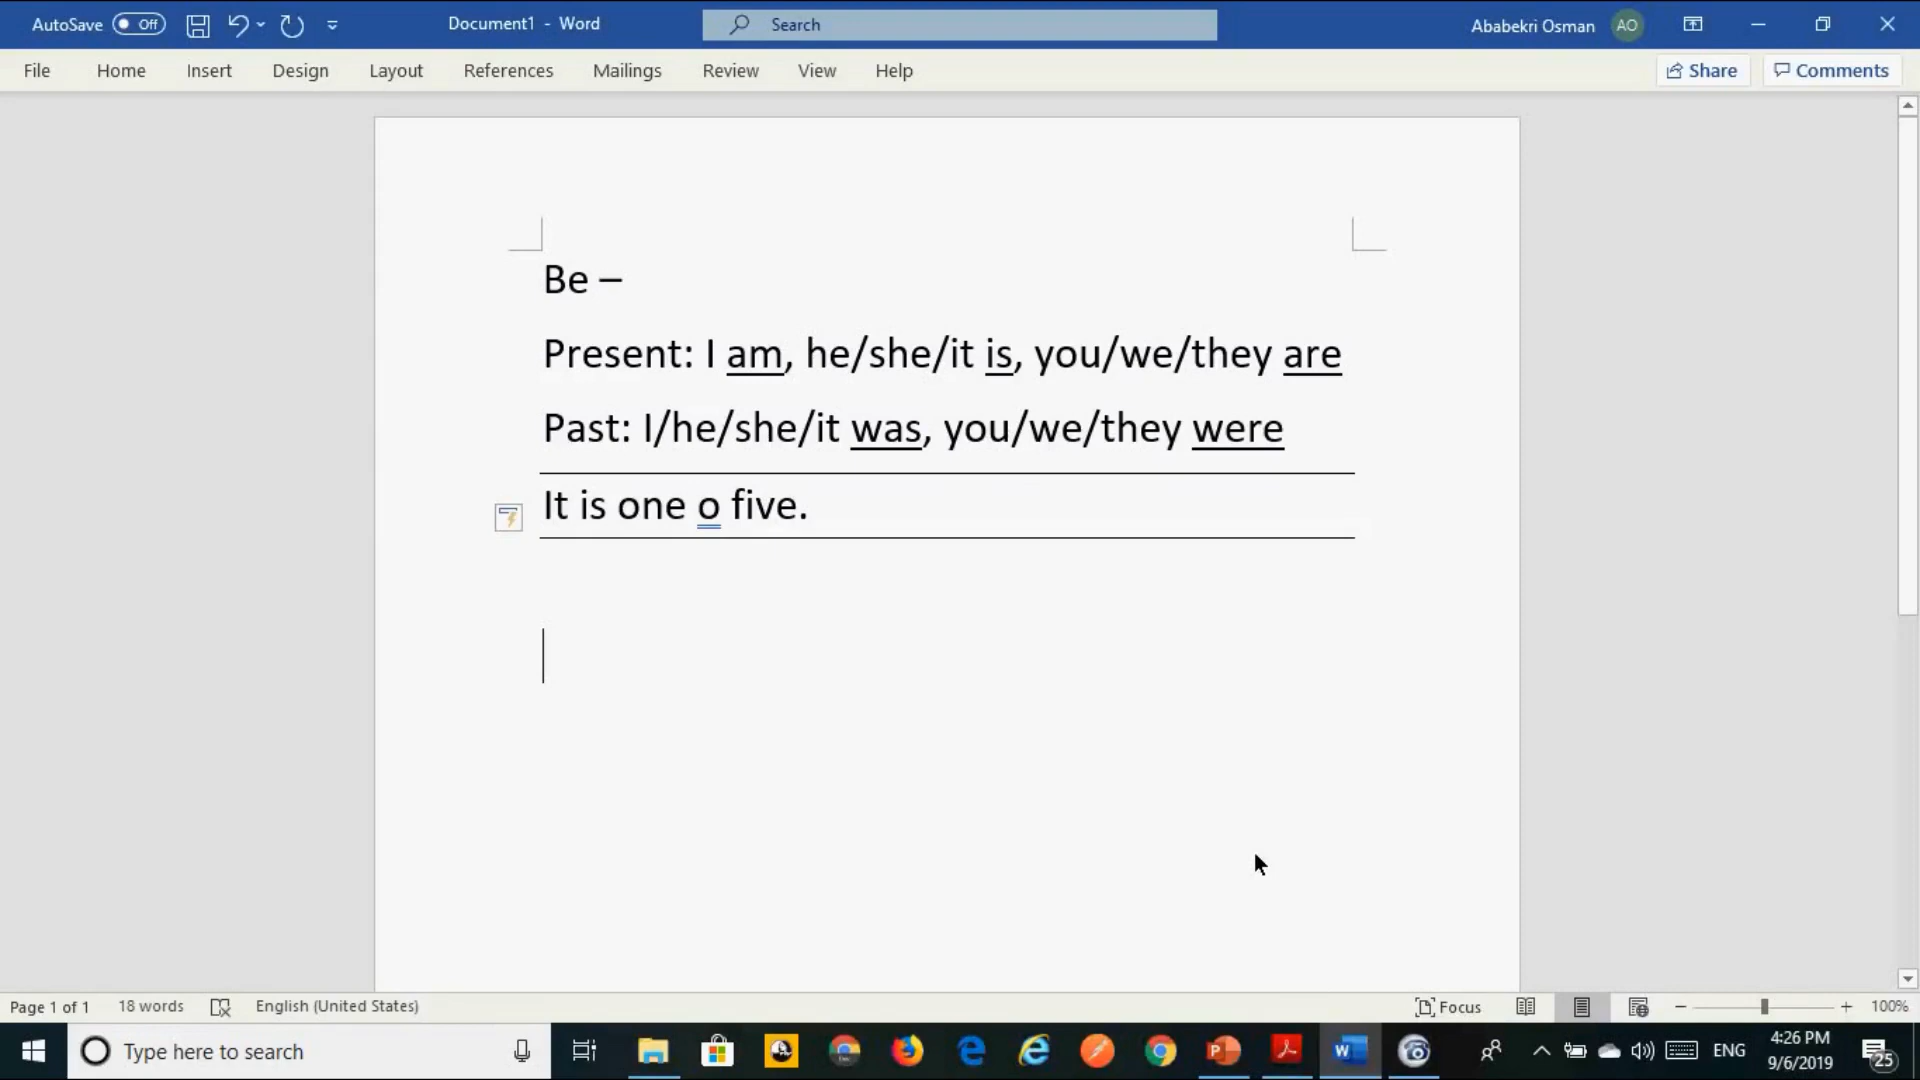 AutoSave Off Document1 - Word Search Ababekri Osman AO
File Home Insert Design Layout References Mailings Review View Help Share Comments
Be –
Present: I am, he/she/it is, you/we/they are
Past: I/he/she/it was, you/we/they were
It is one o five.
Page 1 of 1 18 words English (United States) Focus 100%
Type here to search ENG 4:26 PM
9/6/2019 25